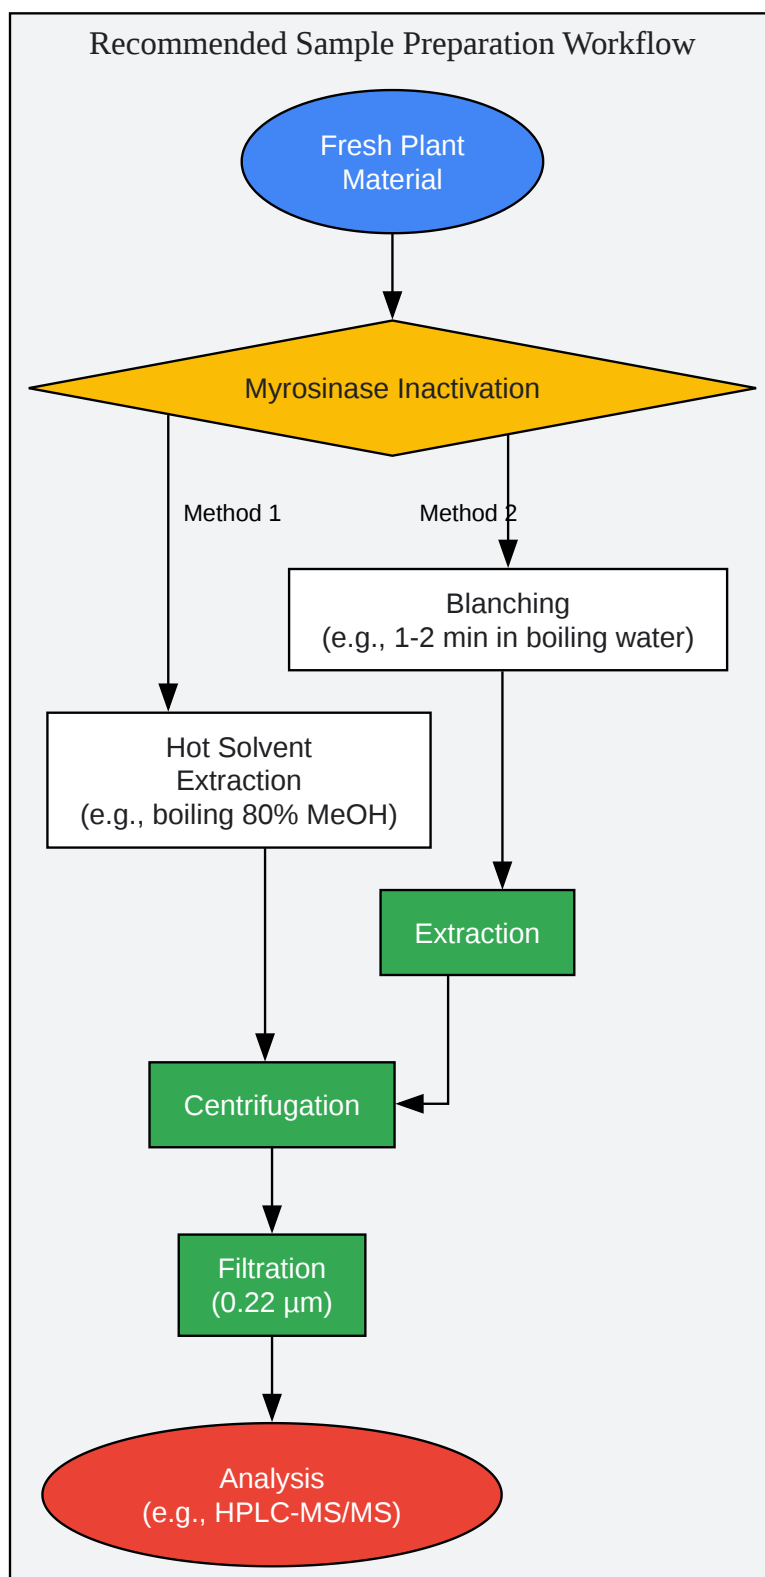 Recommended Sample Preparation Workflow
Fresh Plant
Material
Myrosinase Inactivation
Method 1
Method 2
Blanching
(e.g., 1-2 min in boiling water)
Hot Solvent
Extraction
(e.g., boiling 80% MeOH)
Extraction
Centrifugation
Filtration
(0.22 µm)
Analysis
(e.g., HPLC-MS/MS)